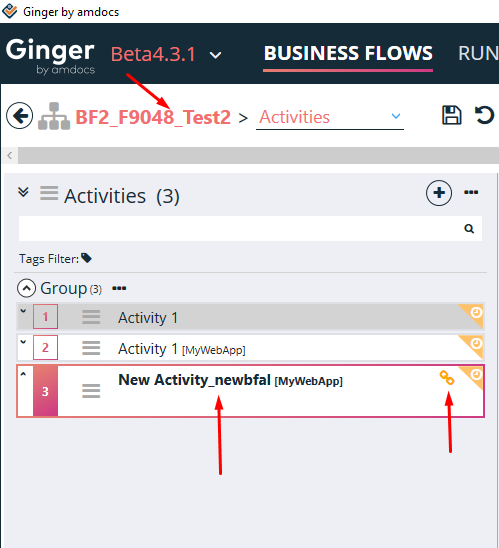 Ginger by amdocs
Ginger
by amdocs
Beta4.3.1
BUSINESS FLOWS
RUN
BF2_F9048_Test2 > Activities
Activities (3)
Tags Filter:
Group (3)
1 Activity 1
2 Activity 1 [MyWebApp]
3 New Activity_newbfal [MyWebApp]